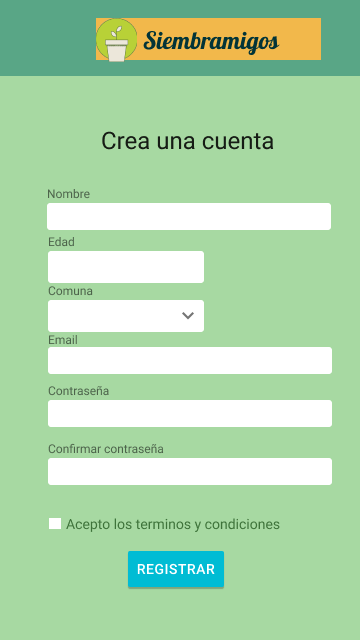 Siembramigos
Crea una cuenta
Nombre
Edad
Comuna
Email
Contraseña
Confirmar contraseña
Acepto los terminos y condiciones
REGISTRAR